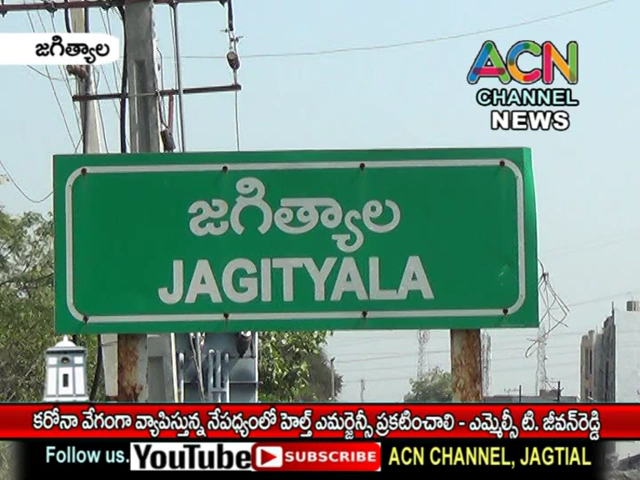 జగిత్యాల
ACN
CHANNEL
NEWS
జగిత్యాల
JAGITYALA
కరోనా వేగంగా వ్యాపిస్తున్న నేపధ్యంలో హెల్త్ ఎమర్జెన్సీ ప్రకటించాలి - ఎమ్మెల్సీ టి. జీవన్‌రెడ్డి
Follow us. YouTube SUBSCRIBE ACN CHANNEL, JAGTIAL